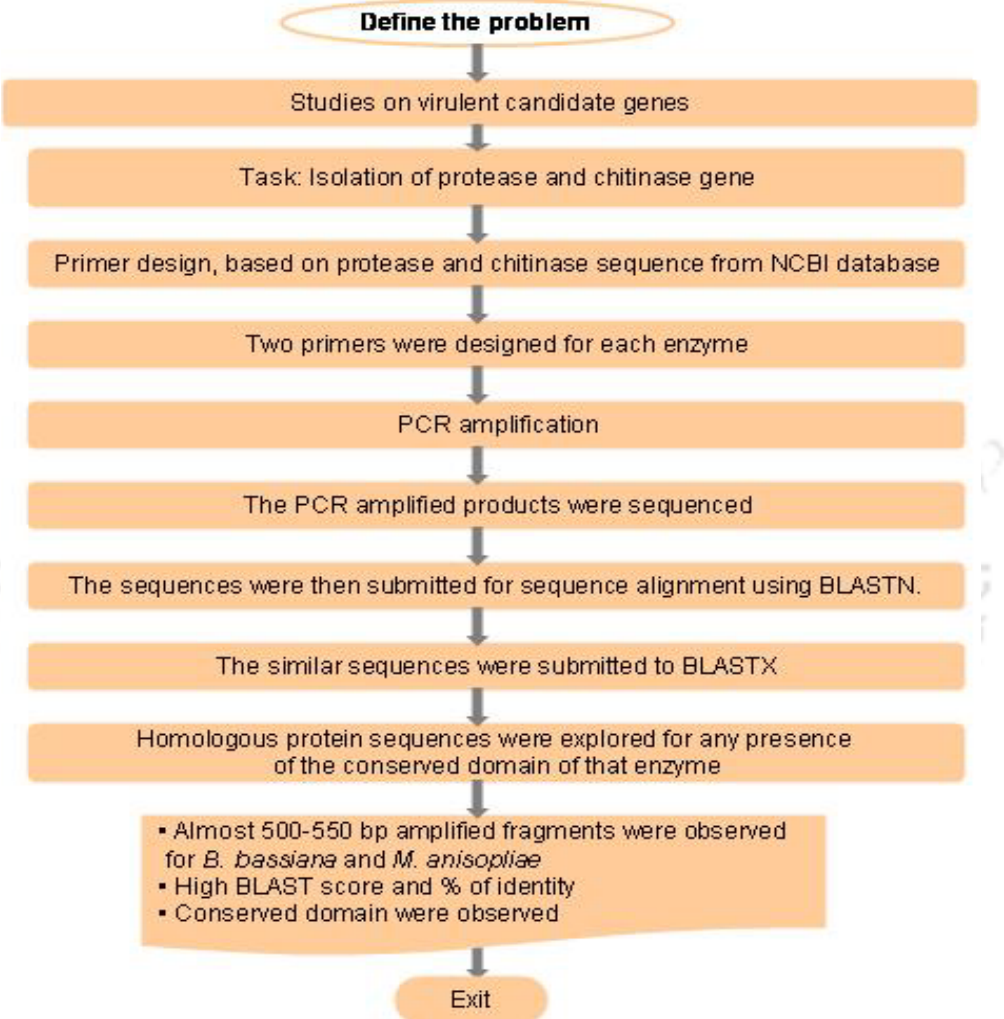 Define the problem
Studies on virulent candidate genes
Task: Isolation of protease and chitinase gene
Primer design, based on protease and chitinase sequence from NCBI database
Two primers were designed for each enzyme
PCR amplification
The PCR amplified products were sequenced
The sequences were then submitted for sequence alignment using BLASTN.
The similar sequences were submitted to BLASTX
Homologous protein sequences were explored for any presence
of the conserved domain of that enzyme
▪ Almost 500-550 bp amplified fragments were observed
for B. bassiana and M. anisopliae
▪ High BLAST score and % of identity
▪ Conserved domain were observed
Exit